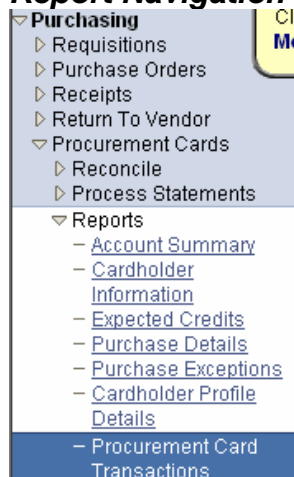 Report Navigation
Purchasing
Requisitions
Purchase Orders
Receipts
Return To Vendor
Procurement Cards
Reconcile
Process Statements
Reports
– Account Summary
– Cardholder
Information
– Expected Credits
– Purchase Details
– Purchase Exceptions
– Cardholder Profile
Details
– Procurement Card
Transactions